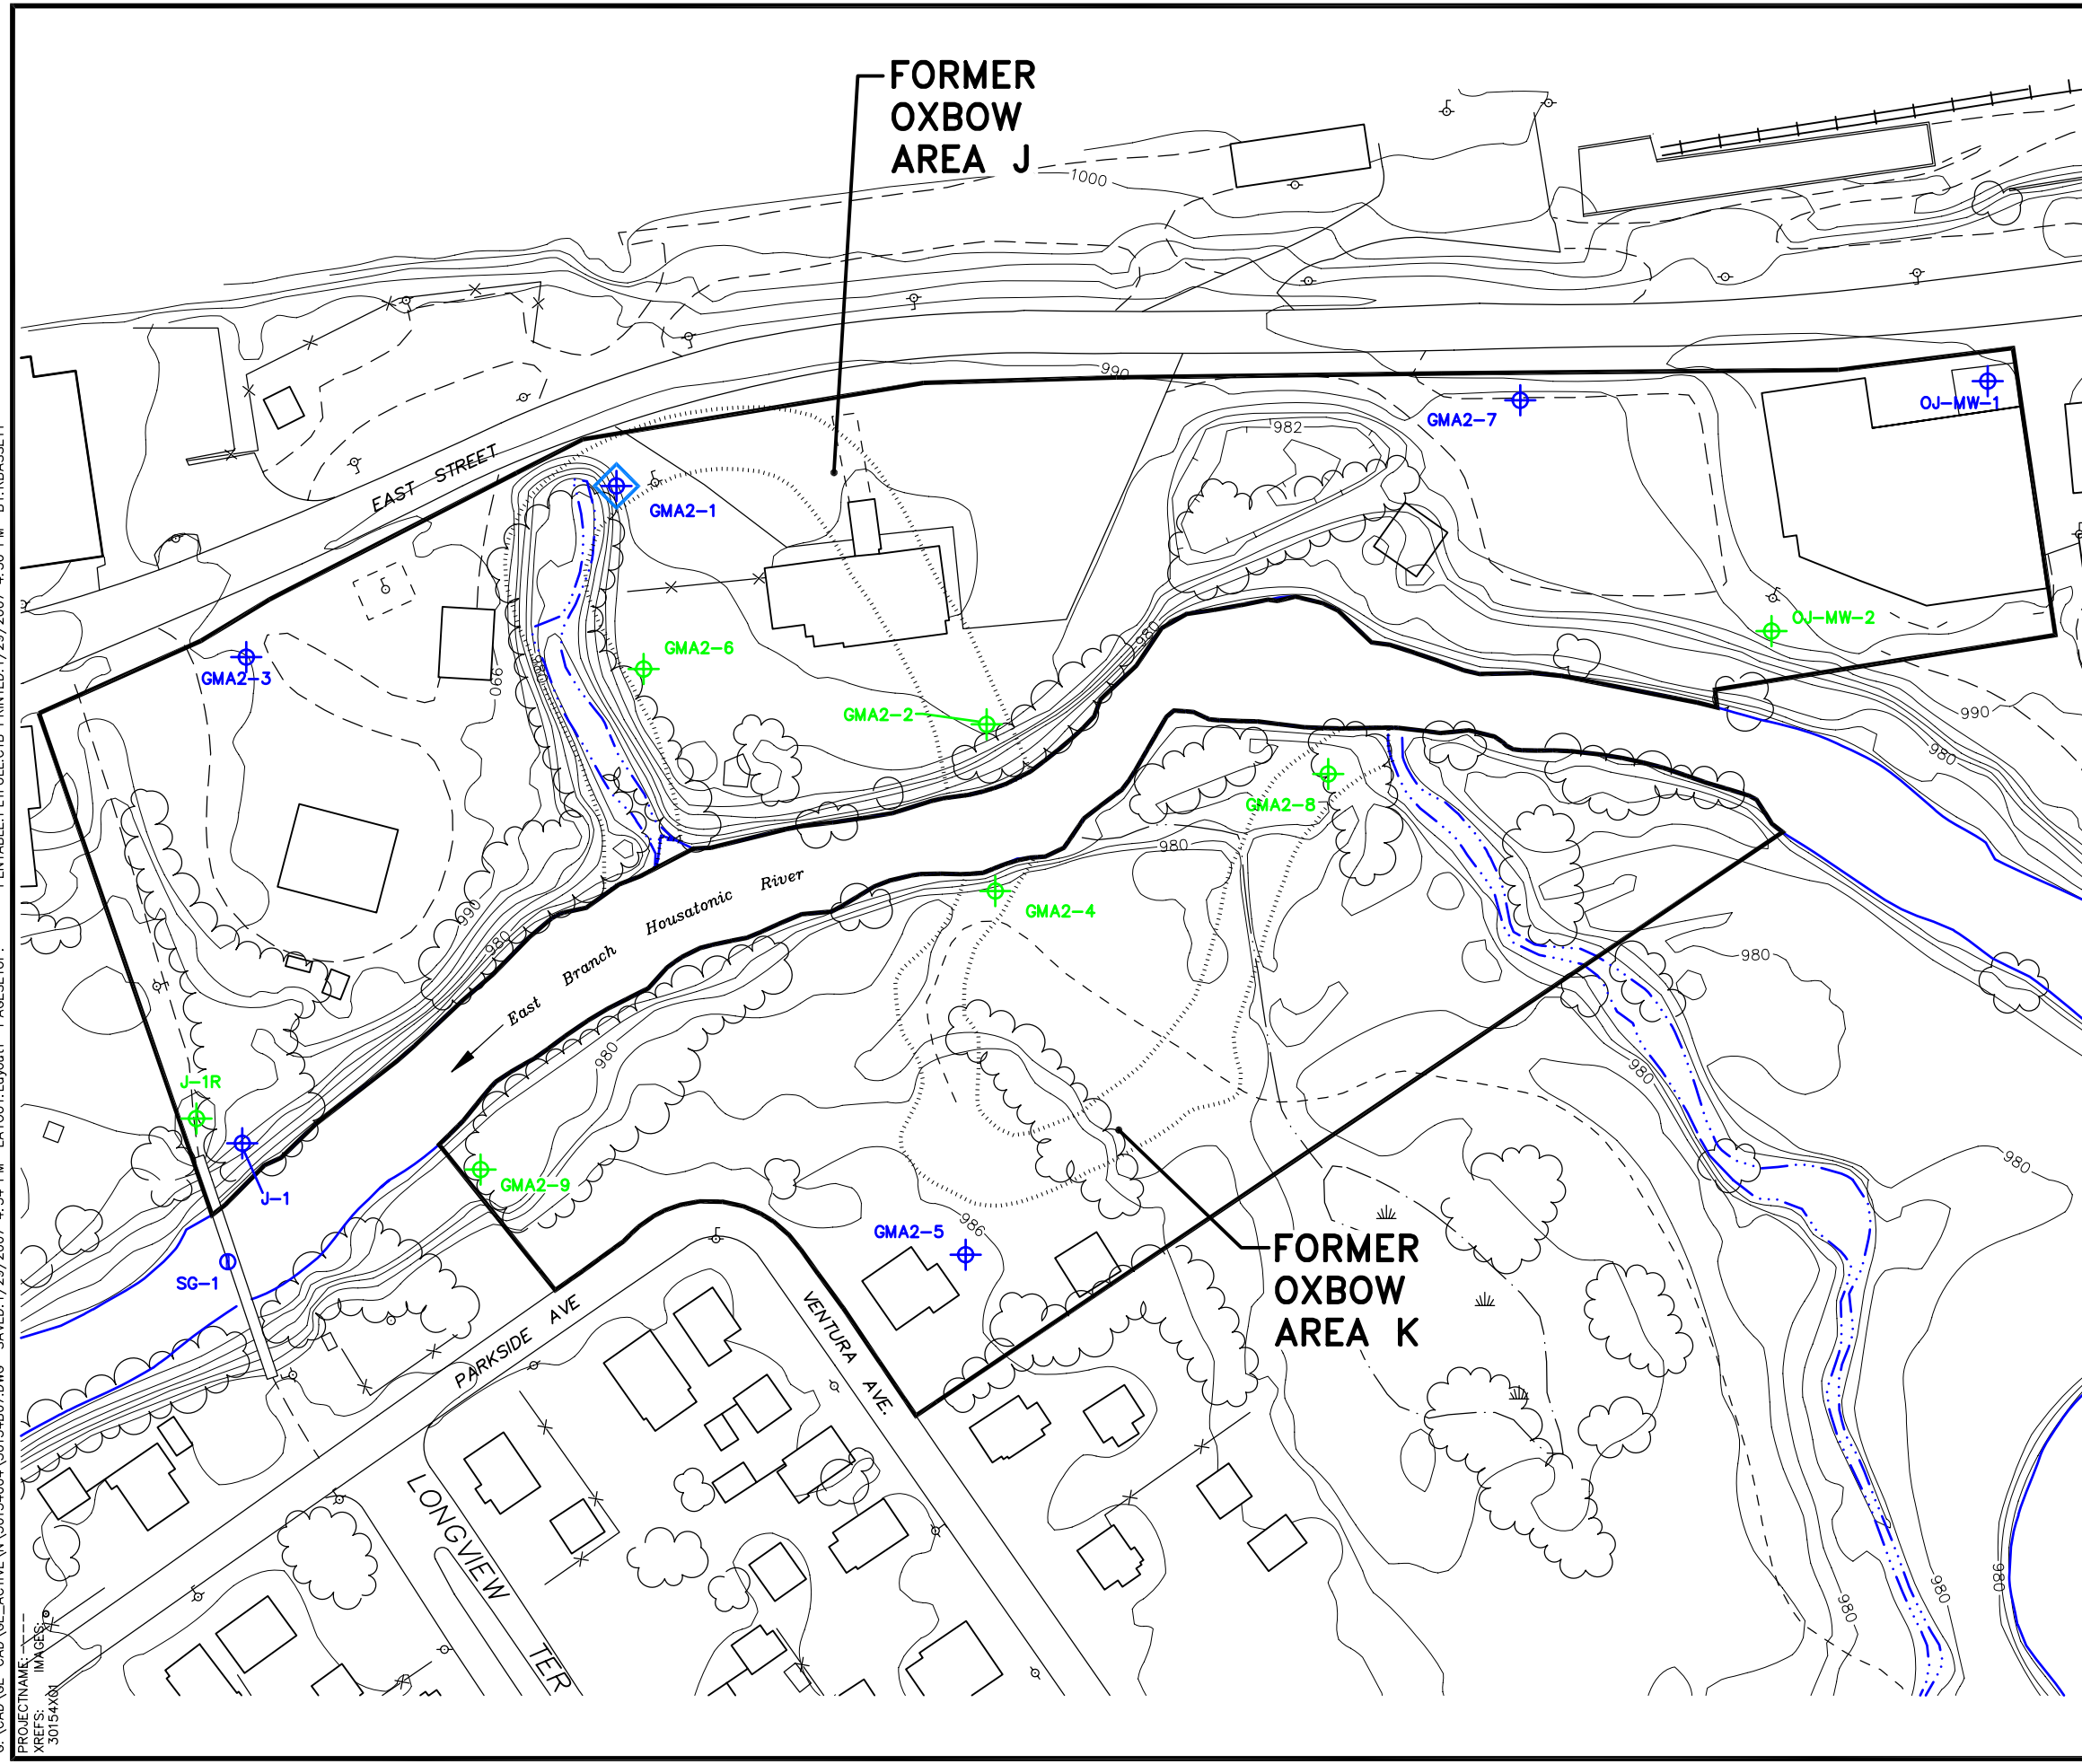 FORMER
OXBOW
AREA J
1000
990
982
EAST STREET
GMA2-1
GMA2-7
OJ-MW-1
GMA2-3
GMA2-6
GMA2-2
OJ-MW-2
990
980
980
990
980
GMA2-8
980
990
980
East Branch Housatonic River
GMA2-4
980
980
980
J-1R
J-1
GMA2-9
980
SG-1
GMA2-5
986
FORMER
OXBOW
AREA K
PARKSIDE AVE
VENTURA AVE.
LONGVIEW TER
980
980
980
PROJECTNAME: ----
XREFS: IMAGES:
30154X01